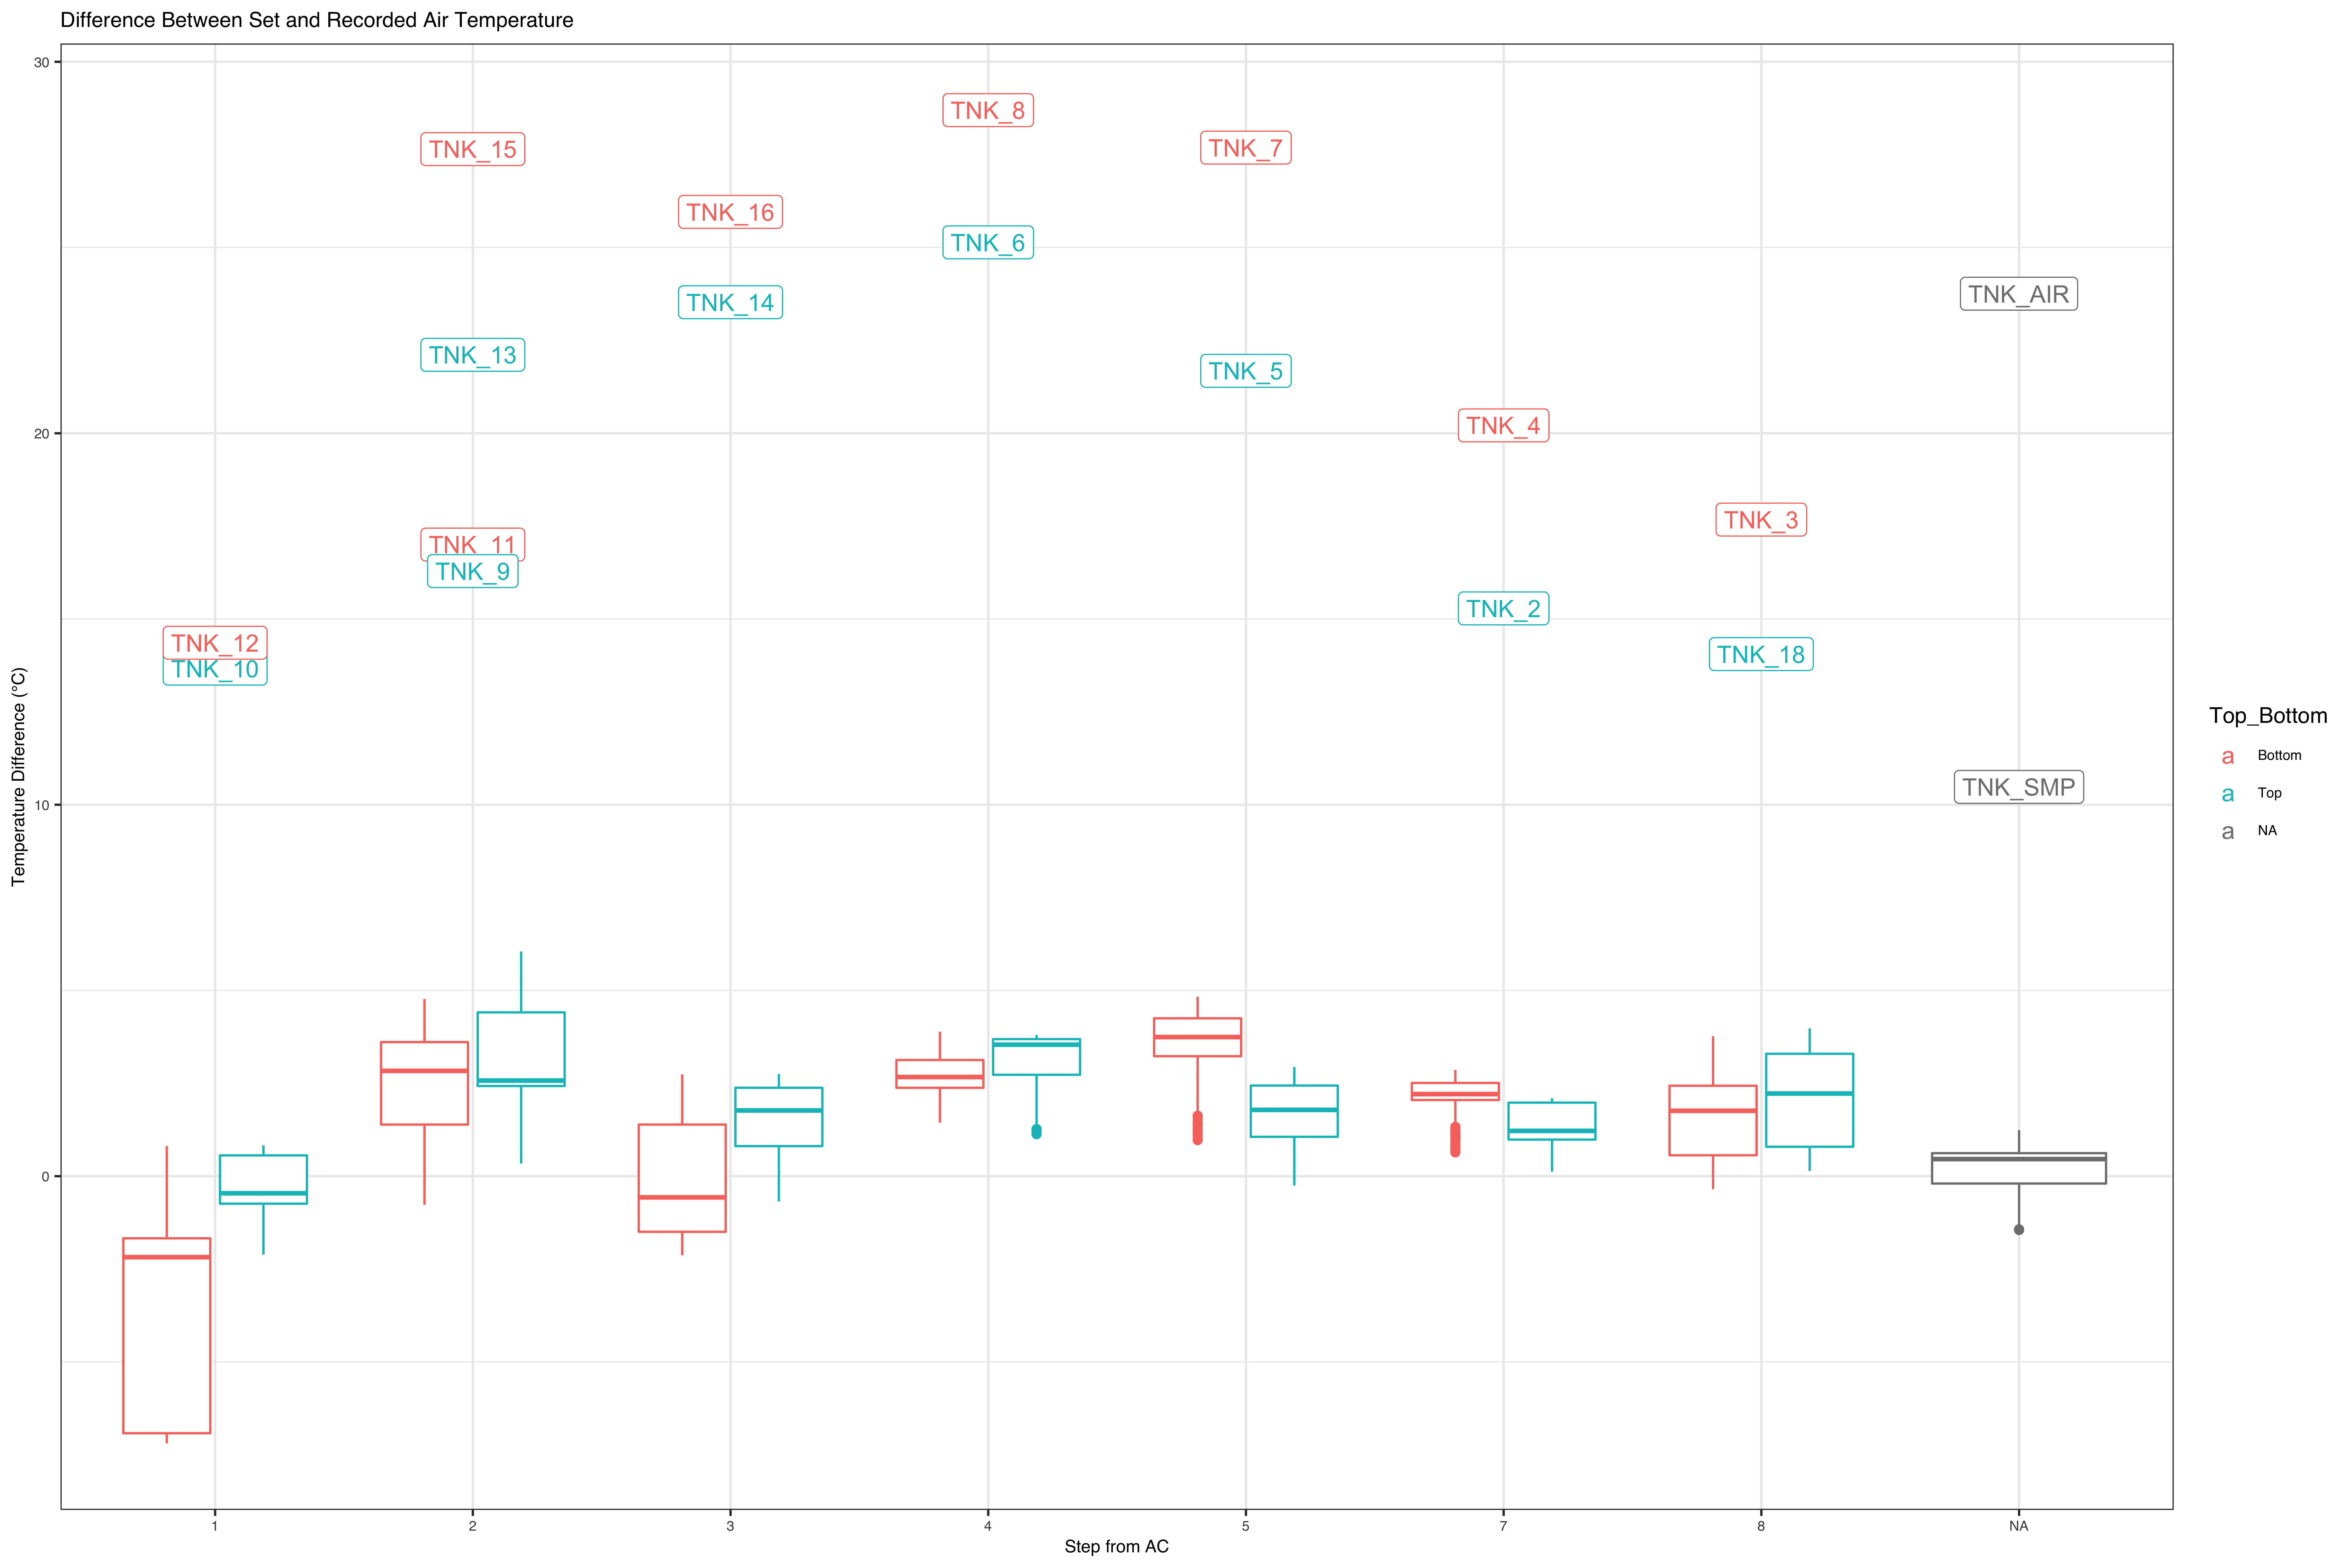 Difference Between Set and Recorded Air Temperature
30
20
10
0
Temperature Difference (°C)
TNK_8
TNK_15
TNK_7
TNK_16
TNK_6
TNK_AIR
TNK_14
TNK_13
TNK_5
TNK_4
TNK_3
TNK_11
TNK_9
TNK_2
TNK_12
TNK_18
TNK_10
TNK_SMP
1 2 3 4 5 7 8 NA
Step from AC
Top_Bottom
a Bottom
a Top
a NA